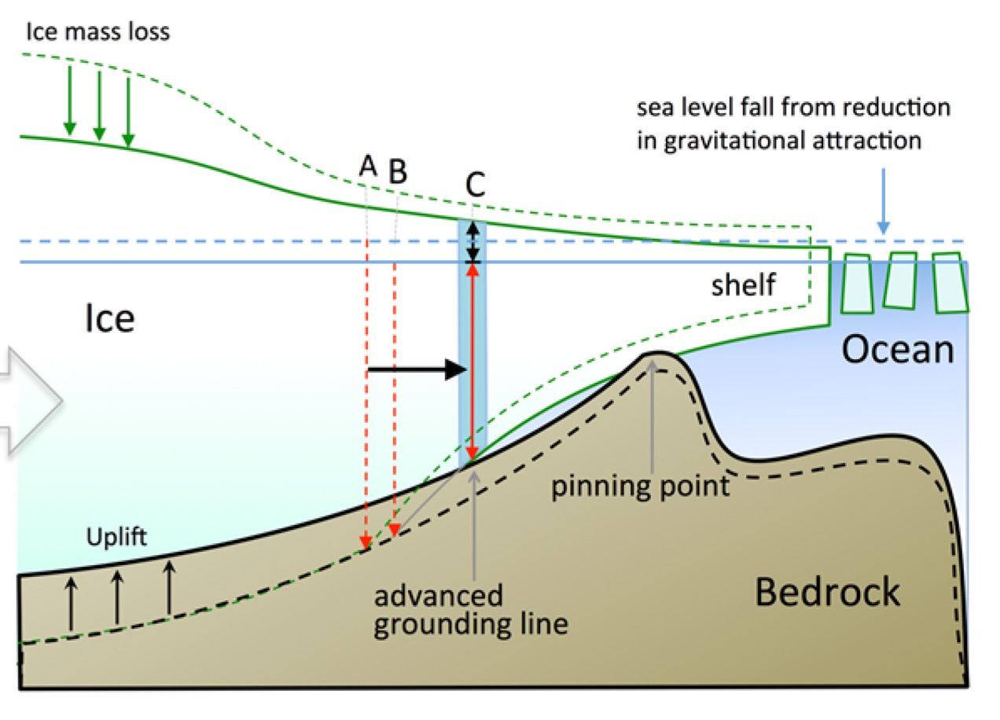 Ice mass loss
sea level fall from reduction
in gravitational attraction
A B
C
shelf
Ice
Ocean
pinning point
Uplift
advanced
grounding line
Bedrock